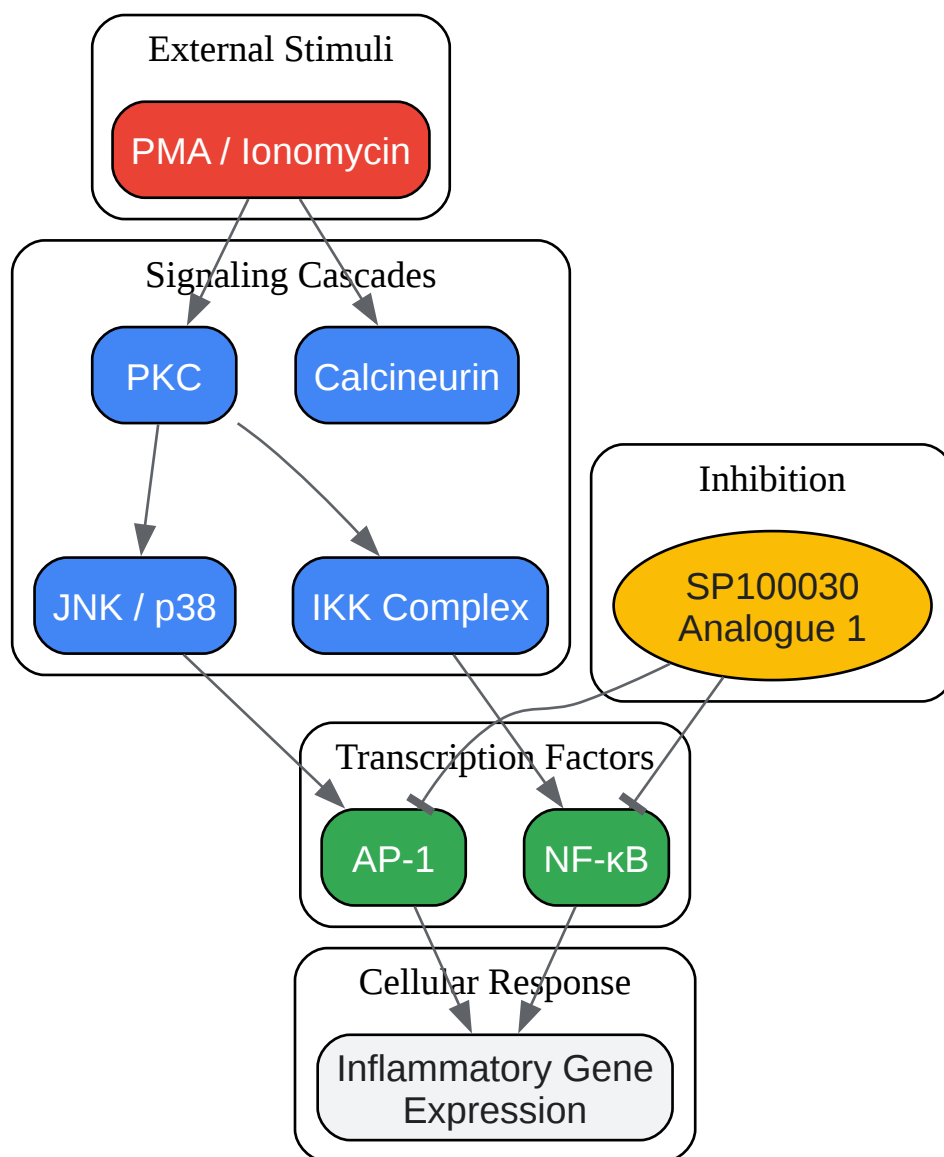 External Stimuli
PMA / Ionomycin
Signaling Cascades
PKC
Calcineurin
Inhibition
JNK / p38
IKK Complex
SP100030
Analogue 1
Transcription Factors
AP-1
NF-κB
Cellular Response
Inflammatory Gene
Expression